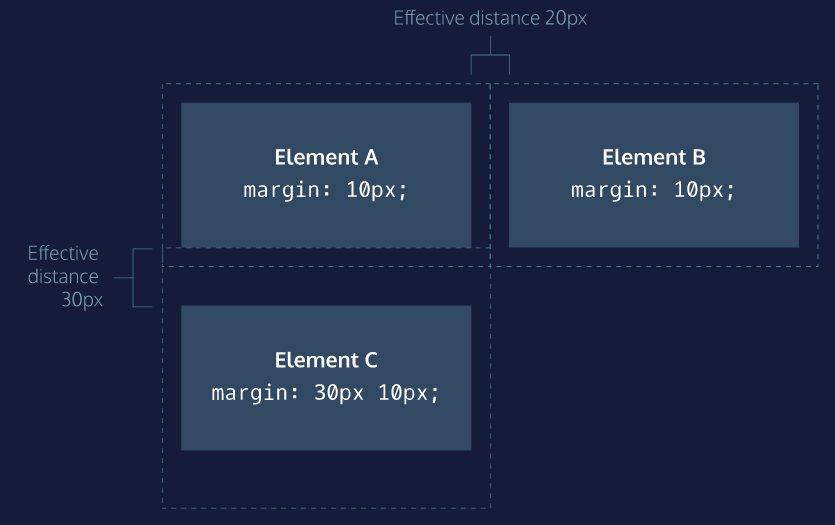 Effective distance 20px
Element A
margin: 10px;
Element B
margin: 10px;
Effective
distance
30px
Element C
margin: 30px 10px;